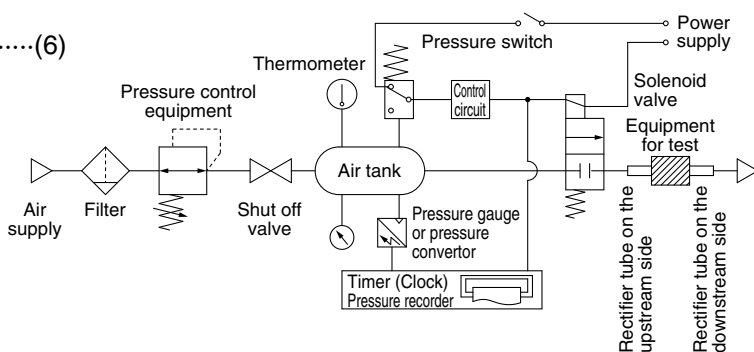 ·····(6)
Power
supply
Pressure switch
Thermometer
Solenoid
valve
Pressure control
equipment
Control
circuit
Equipment
for test
Air tank
Air
supply
Filter
Shut off
valve
Pressure gauge
or pressure
convertor
Timer (Clock)
Pressure recorder
Rectifier tube on the
upstream side
Rectifier tube on the
downstream side